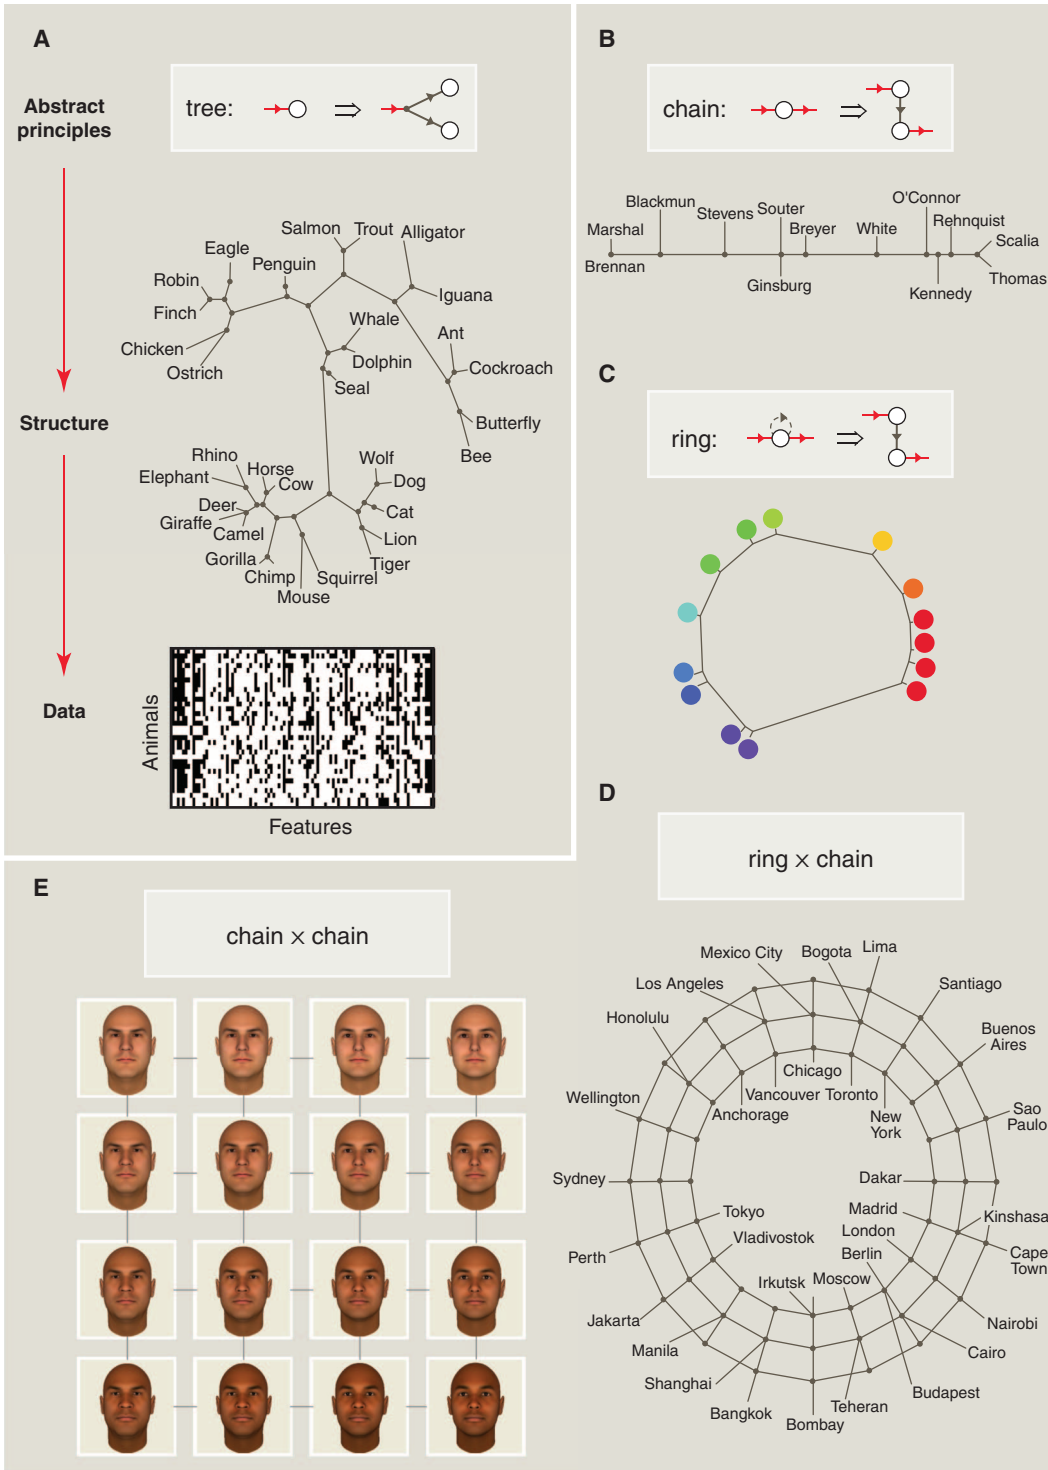 A
Abstract
principles
tree:
Salmon
Trout
Alligator
Eagle
Penguin
Robin
Iguana
Finch
Whale
Ant
Chicken
Dolphin
Cockroach
Ostrich
Seal
Structure
Butterfly
Bee
Rhino
Wolf
Elephant
Horse
Cow
Dog
Deer
Cat
Giraffe
Camel
Lion
Gorilla
Tiger
Chimp
Squirrel
Mouse
Data
Animals
Features
B
chain:
O'Connor
Blackmun
Stevens
Souter
Rehnquist
Marshal
Breyer
White
Scalia
Brennan
Ginsburg
Kennedy
Thomas
C
ring:
D
ring × chain
Mexico City
Bogota
Lima
Los Angeles
Santiago
Honolulu
Buenos
Aires
Chicago
Wellington
Vancouver
Toronto
Anchorage
New
York
Sao
Paulo
Sydney
Dakar
Tokyo
Madrid
Kinshasa
Vladivostok
London
Perth
Berlin
Cape
Town
Irkutsk
Moscow
Jakarta
Nairobi
Manila
Cairo
Shanghai
Budapest
Bangkok
Teheran
Bombay
E
chain × chain